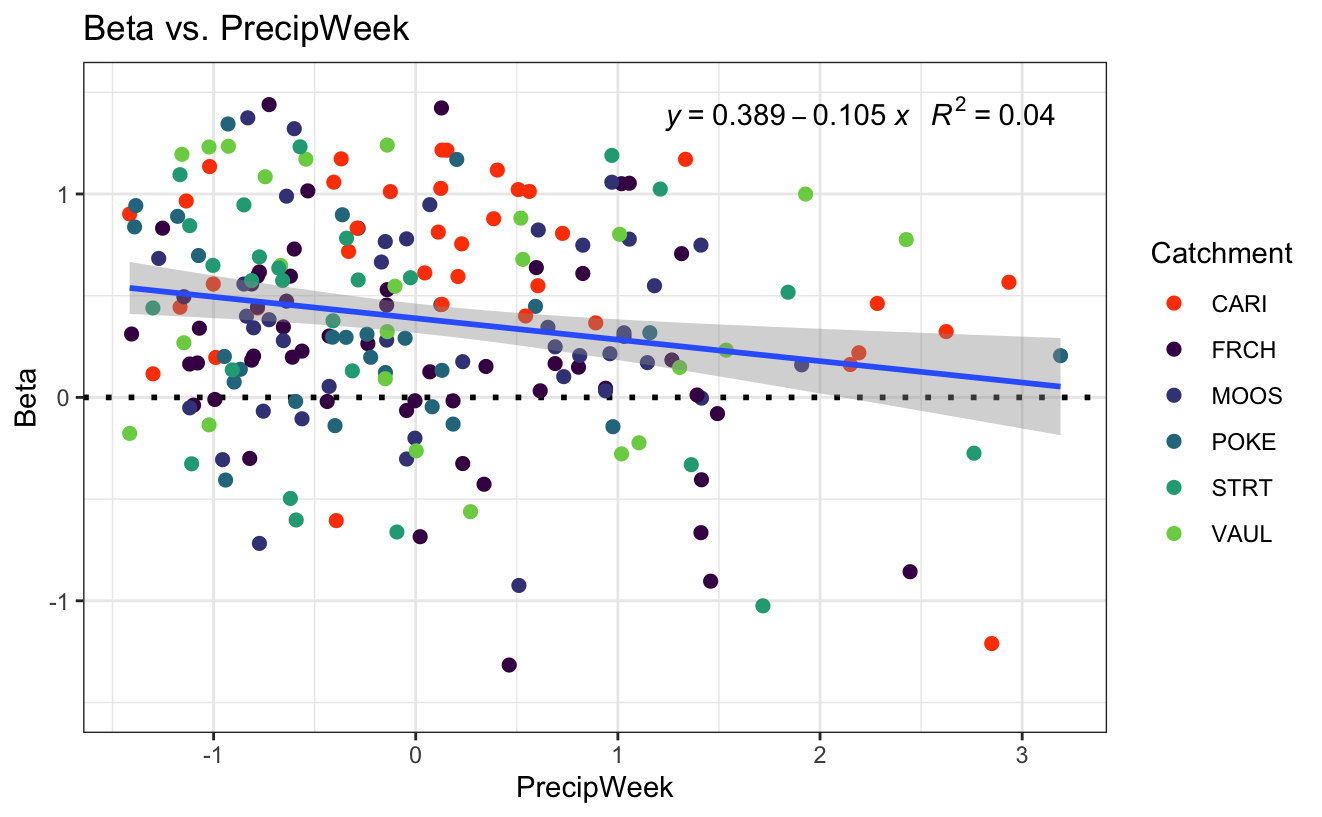 Beta vs. PrecipWeek
y = 0.389 − 0.105 x  R² = 0.04
1
0
-1
Beta
-1 0 1 2 3
PrecipWeek
Catchment
CARI
FRCH
MOOS
POKE
STRT
VAUL